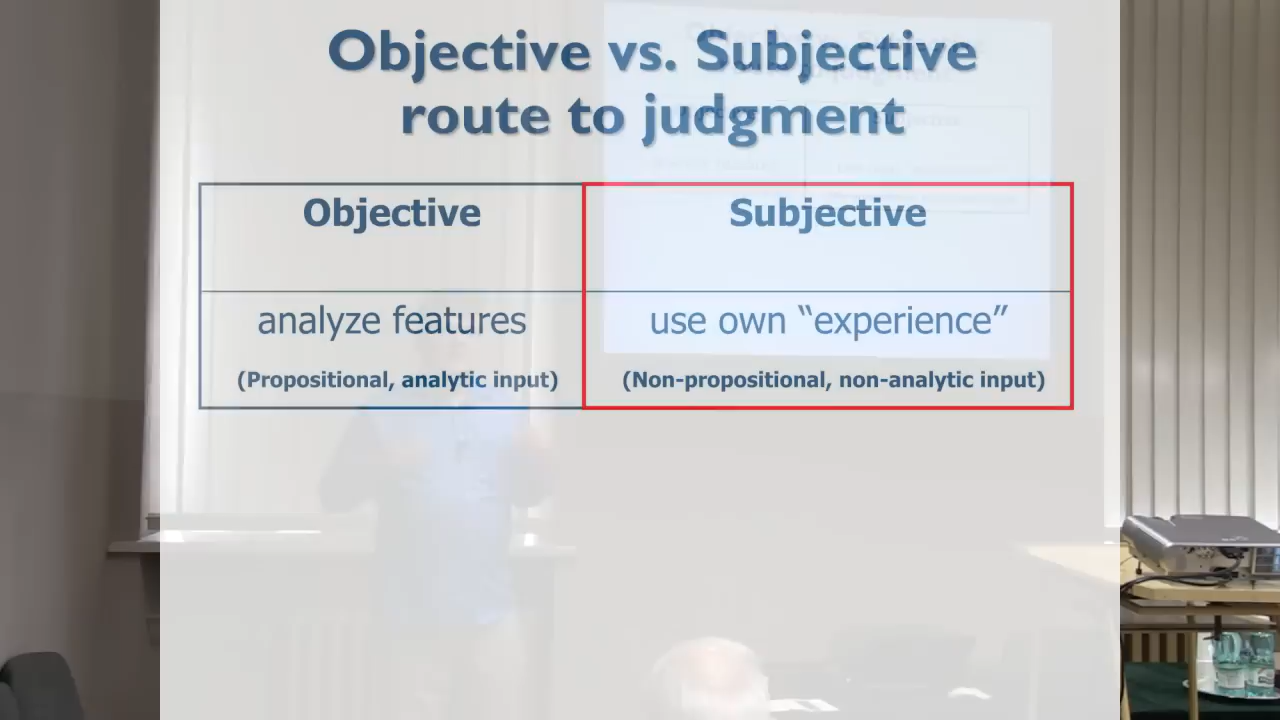 Objective vs. Subjective
route to judgment
Objective
Subjective
analyze features
use own “experience”
(Propositional, analytic input)
(Non-propositional, non-analytic input)